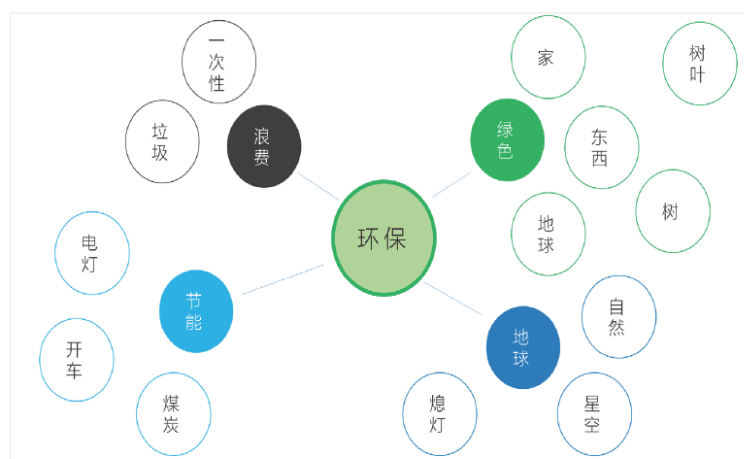 一次性
垃圾
浪费
家
树叶
绿色
东西
地球
树
环保
电灯
节能
开车
煤炭
地球
自然
熄灯
星空